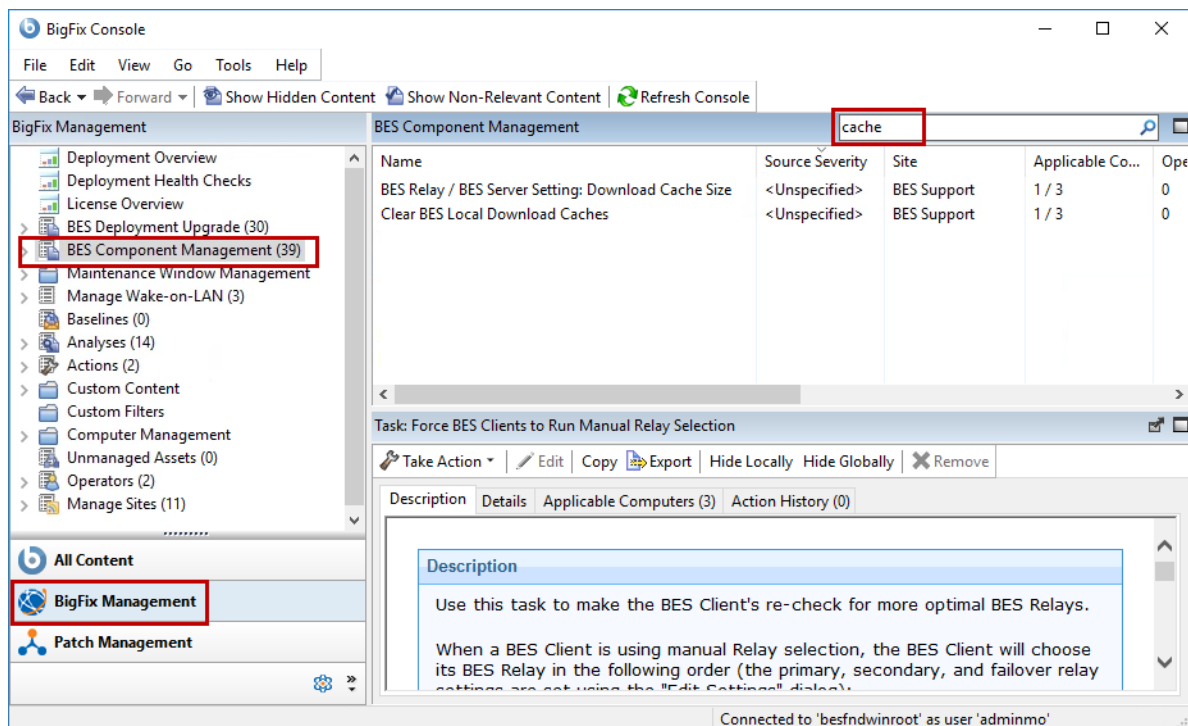 BigFix Console
File Edit View Go Tools Help
Back Forward Show Hidden Content Show Non-Relevant Content Refresh Console
BigFix Management
Deployment Overview
Deployment Health Checks
License Overview
BES Deployment Upgrade (30)
BES Component Management (39)
Maintenance Window Management
Manage Wake-on-LAN (3)
Baselines (0)
Analyses (14)
Actions (2)
Custom Content
Custom Filters
Computer Management
Unmanaged Assets (0)
Operators (2)
Manage Sites (11)
All Content
BigFix Management
Patch Management
BES Component Management cache
Name Source Severity Site Applicable Co... Ope
BES Relay / BES Server Setting: Download Cache Size <Unspecified> BES Support 1 / 3 0
Clear BES Local Download Caches <Unspecified> BES Support 1 / 3 0
Task: Force BES Clients to Run Manual Relay Selection
Take Action Edit Copy Export Hide Locally Hide Globally Remove
Description Details Applicable Computers (3) Action History (0)
Description
Use this task to make the BES Client's re-check for more optimal BES Relays.
When a BES Client is using manual Relay selection, the BES Client will choose
its BES Relay in the following order (the primary, secondary, and failover relay
settings are set using the "Edit Settings" dialog):
Connected to 'besfndwinroot' as user 'adminmo'